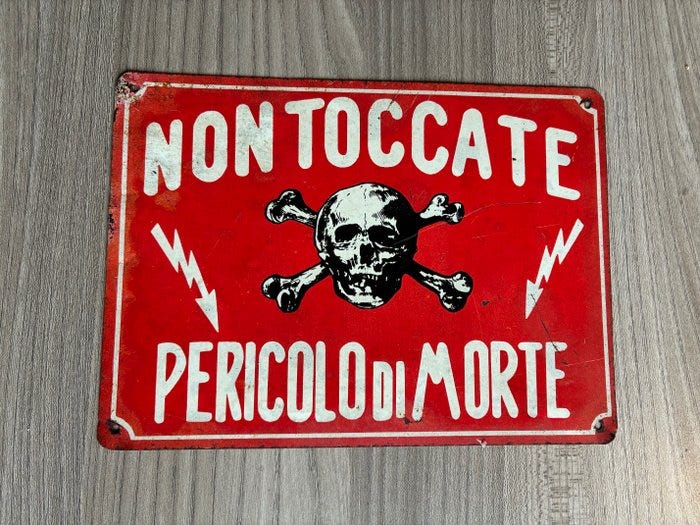 NON TOCCATE
PERICOLO DI MORTE